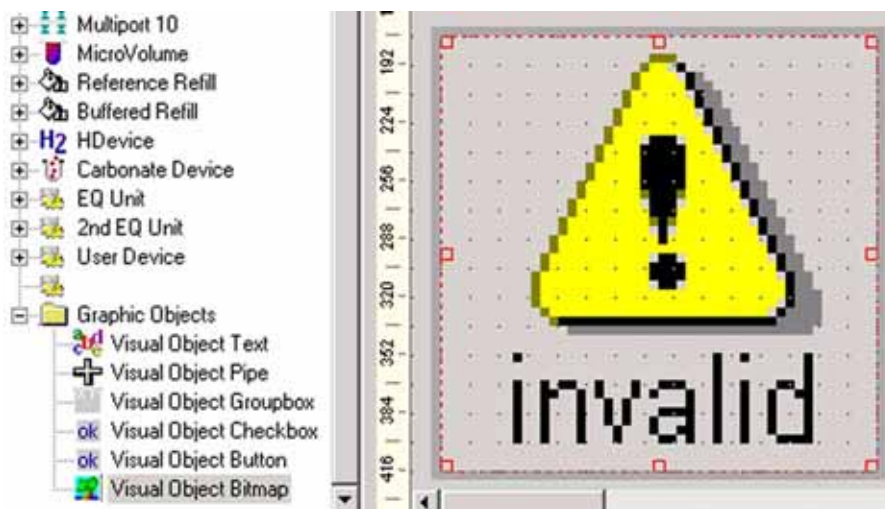 Multiport 10
MicroVolume
Reference Refill
Buffered Refill
H2 HDevice
Carbonate Device
EQ Unit
2nd EQ Unit
User Device
Graphic Objects
abc Visual Object Text
Visual Object Pipe
Visual Object Groupbox
ok Visual Object Checkbox
ok Visual Object Button
Visual Object Bitmap
192
224
256
288
320
352
384
416
!
invalid